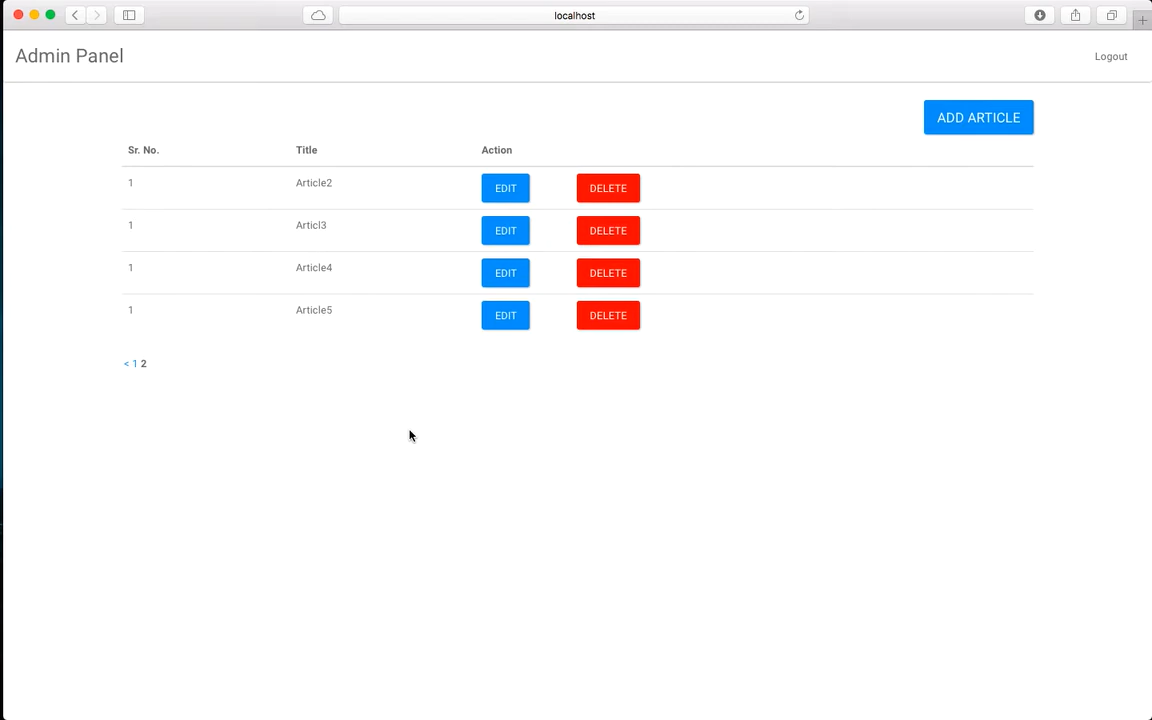 localhost
Admin Panel
Logout
ADD ARTICLE
Sr. No. Title Action
1 Article2 EDIT DELETE
1 Articl3 EDIT DELETE
1 Article4 EDIT DELETE
1 Article5 EDIT DELETE
< 1 2